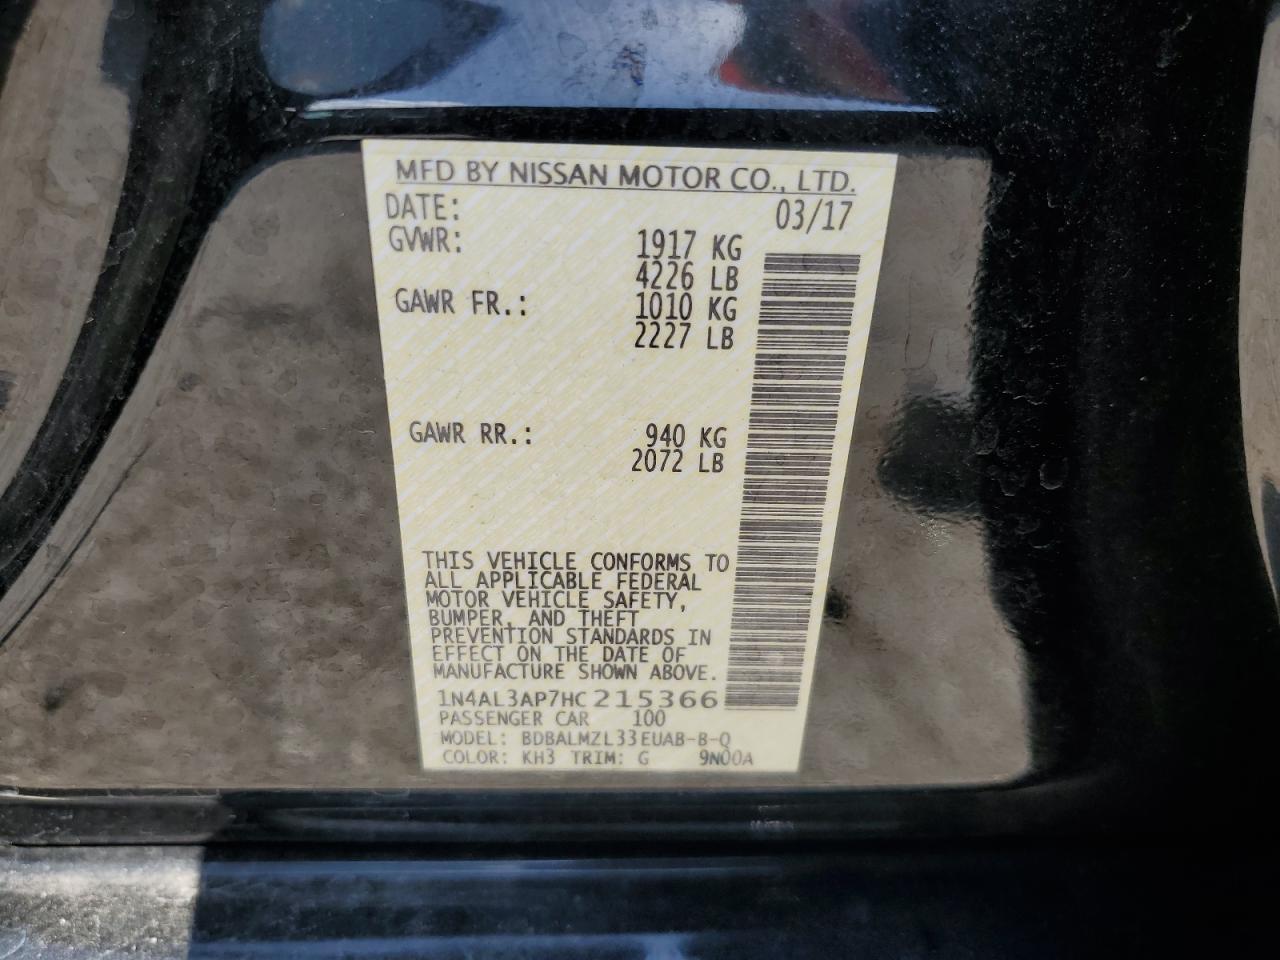 MFD BY NISSAN MOTOR CO., LTD.
DATE: 03/17
GVWR: 1917 KG
4226 LB
GAWR FR.: 1010 KG
2227 LB
GAWR RR.: 940 KG
2072 LB
THIS VEHICLE CONFORMS TO
ALL APPLICABLE FEDERAL
MOTOR VEHICLE SAFETY,
BUMPER, AND THEFT
PREVENTION STANDARDS IN
EFFECT ON THE DATE OF
MANUFACTURE SHOWN ABOVE.
1N4AL3AP7HC215366
PASSENGER CAR 100
MODEL: BDBALMZL33EUAB-B-Q
COLOR: KH3 TRIM: G 9N00A